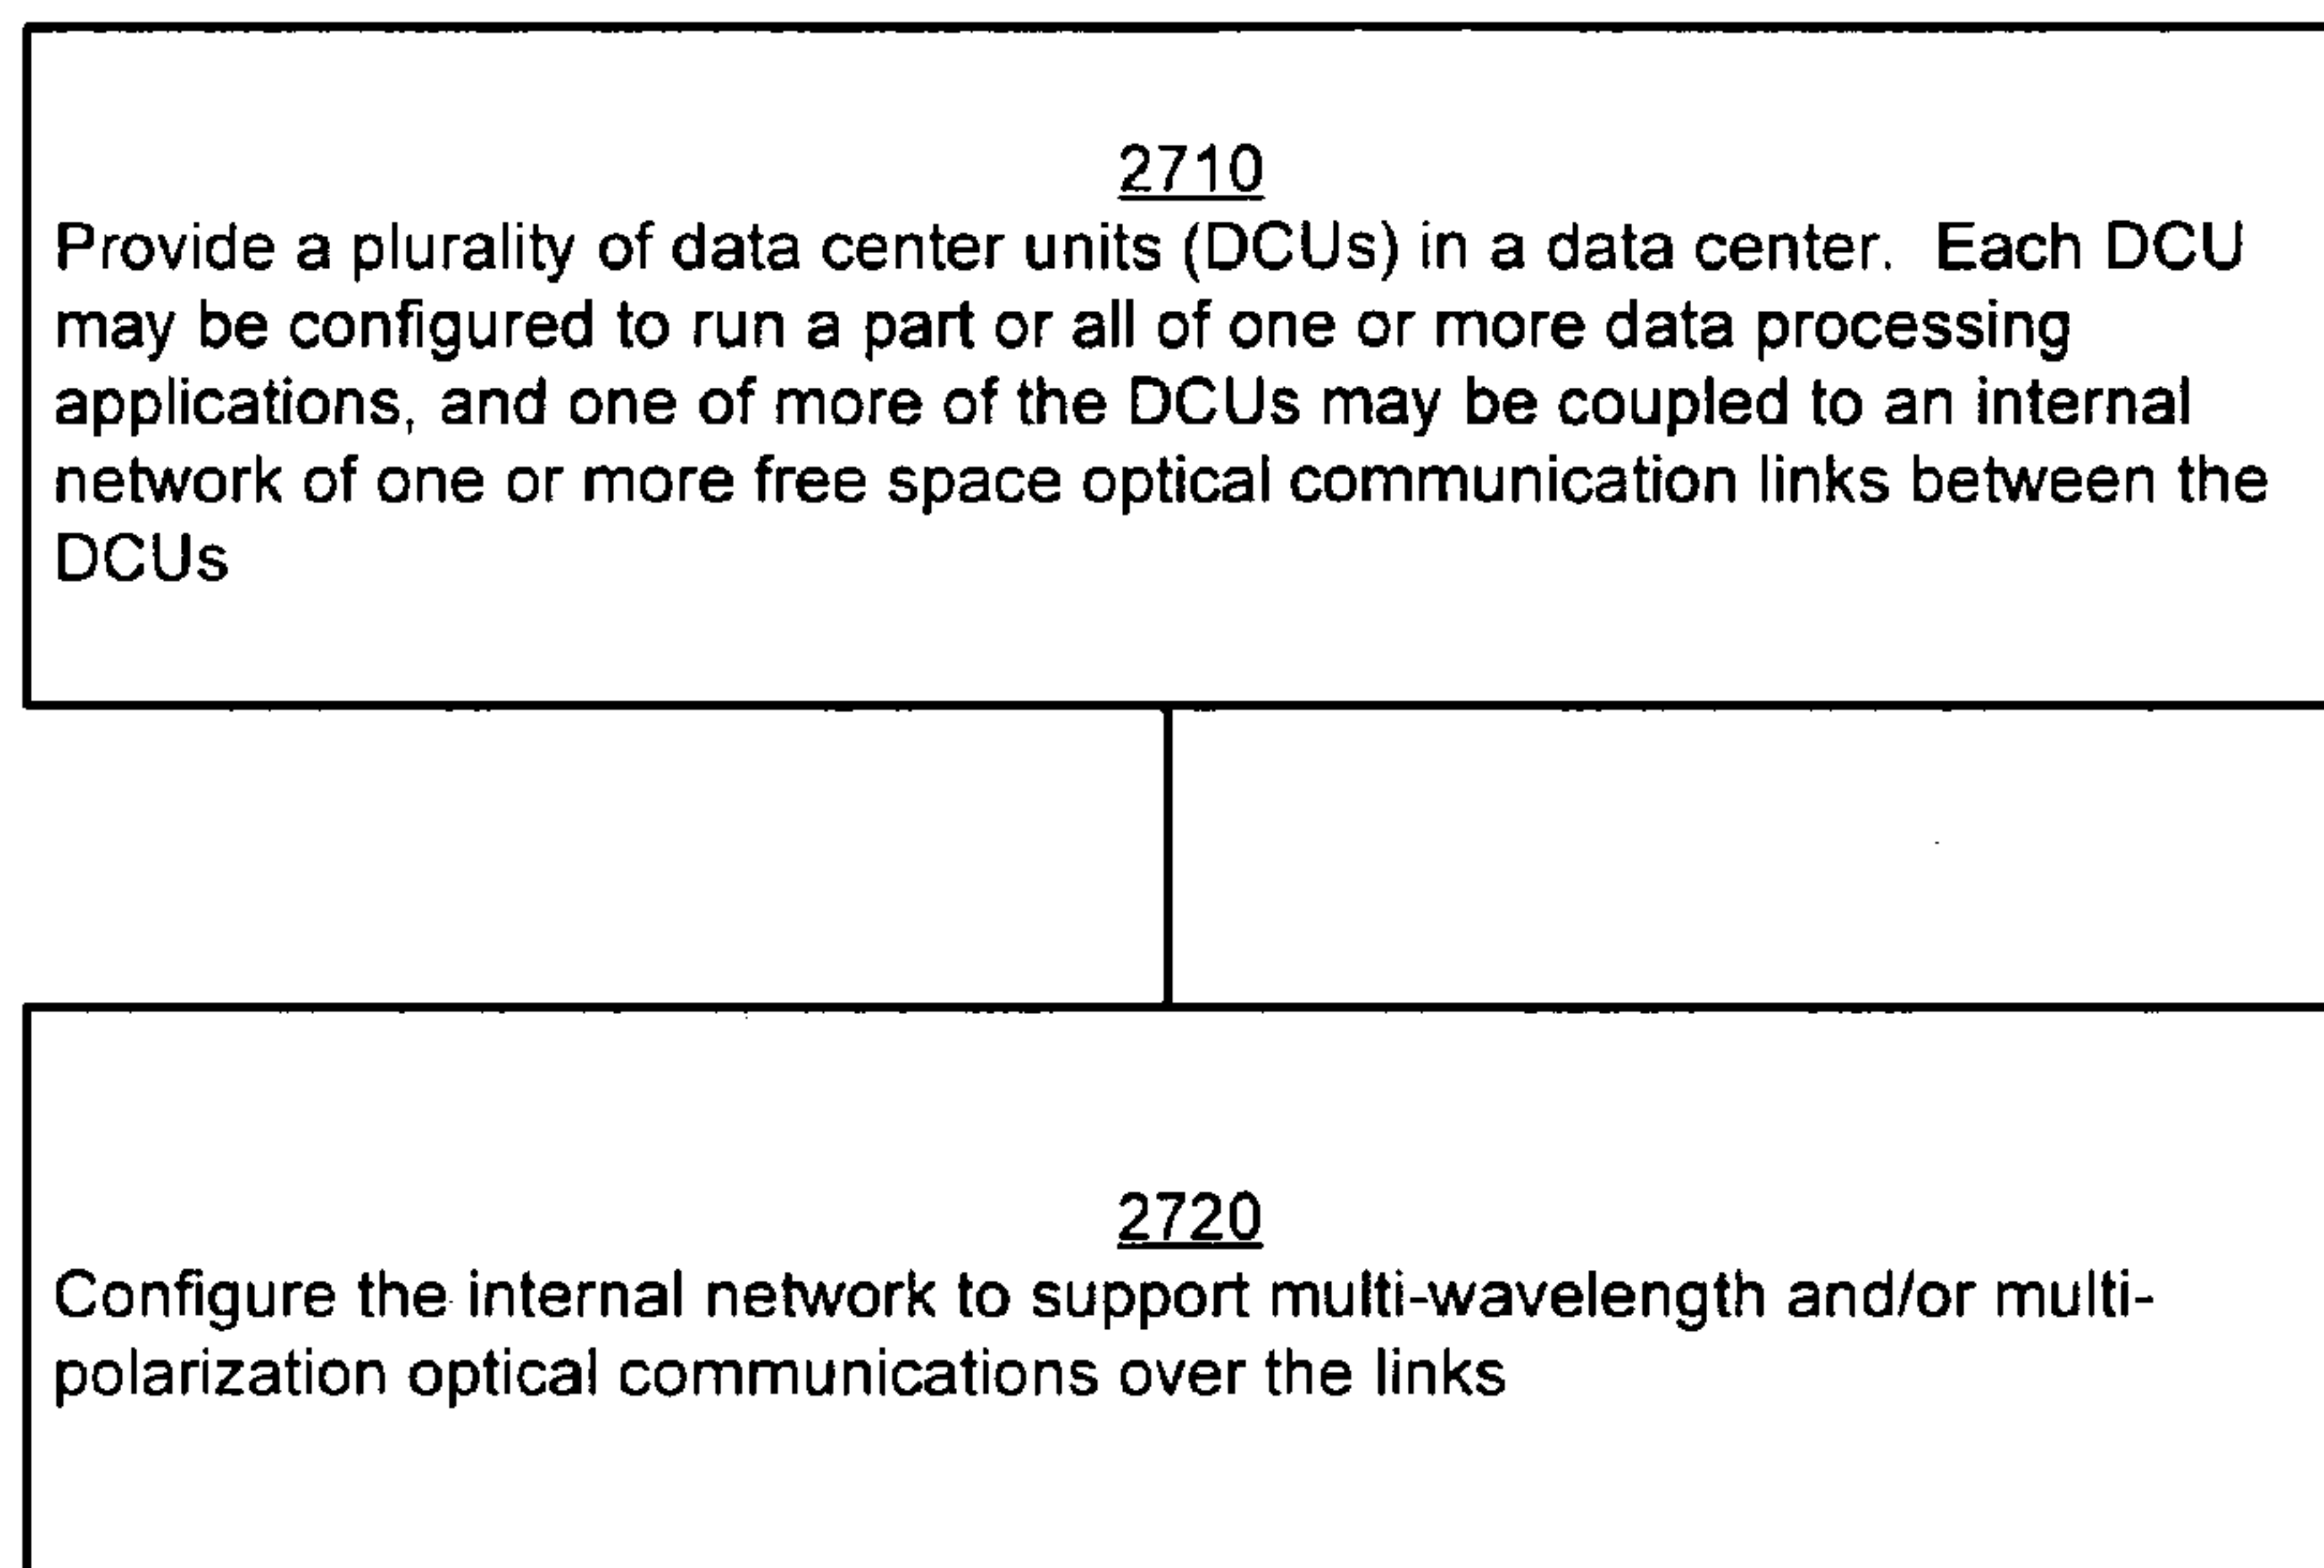 2710
Provide a plurality of data center units (DCUs) in a data center. Each DCU
may be configured to run a part or all of one or more data processing
applications, and one of more of the DCUs may be coupled to an internal
network of one or more free space optical communication links between the
DCUs
2720
Configure the internal network to support multi-wavelength and/or multi-
polarization optical communications over the links